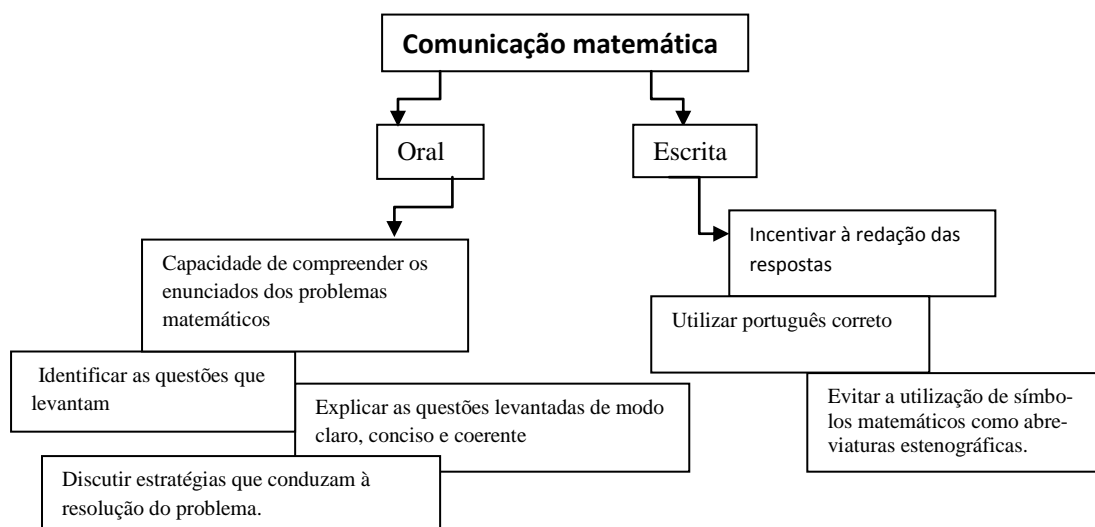 Comunicação matemática
Oral
Escrita
Capacidade de compreender os
enunciados dos problemas
matemáticos
Identificar as questões que
levantam
Explicar as questões levantadas de modo
claro, conciso e coerente
Discutir estratégias que conduzam à
resolução do problema.
Incentivar à redação das
respostas
Utilizar português correto
Evitar a utilização de símbo-
los matemáticos como abre-
viaturas estenográficas.